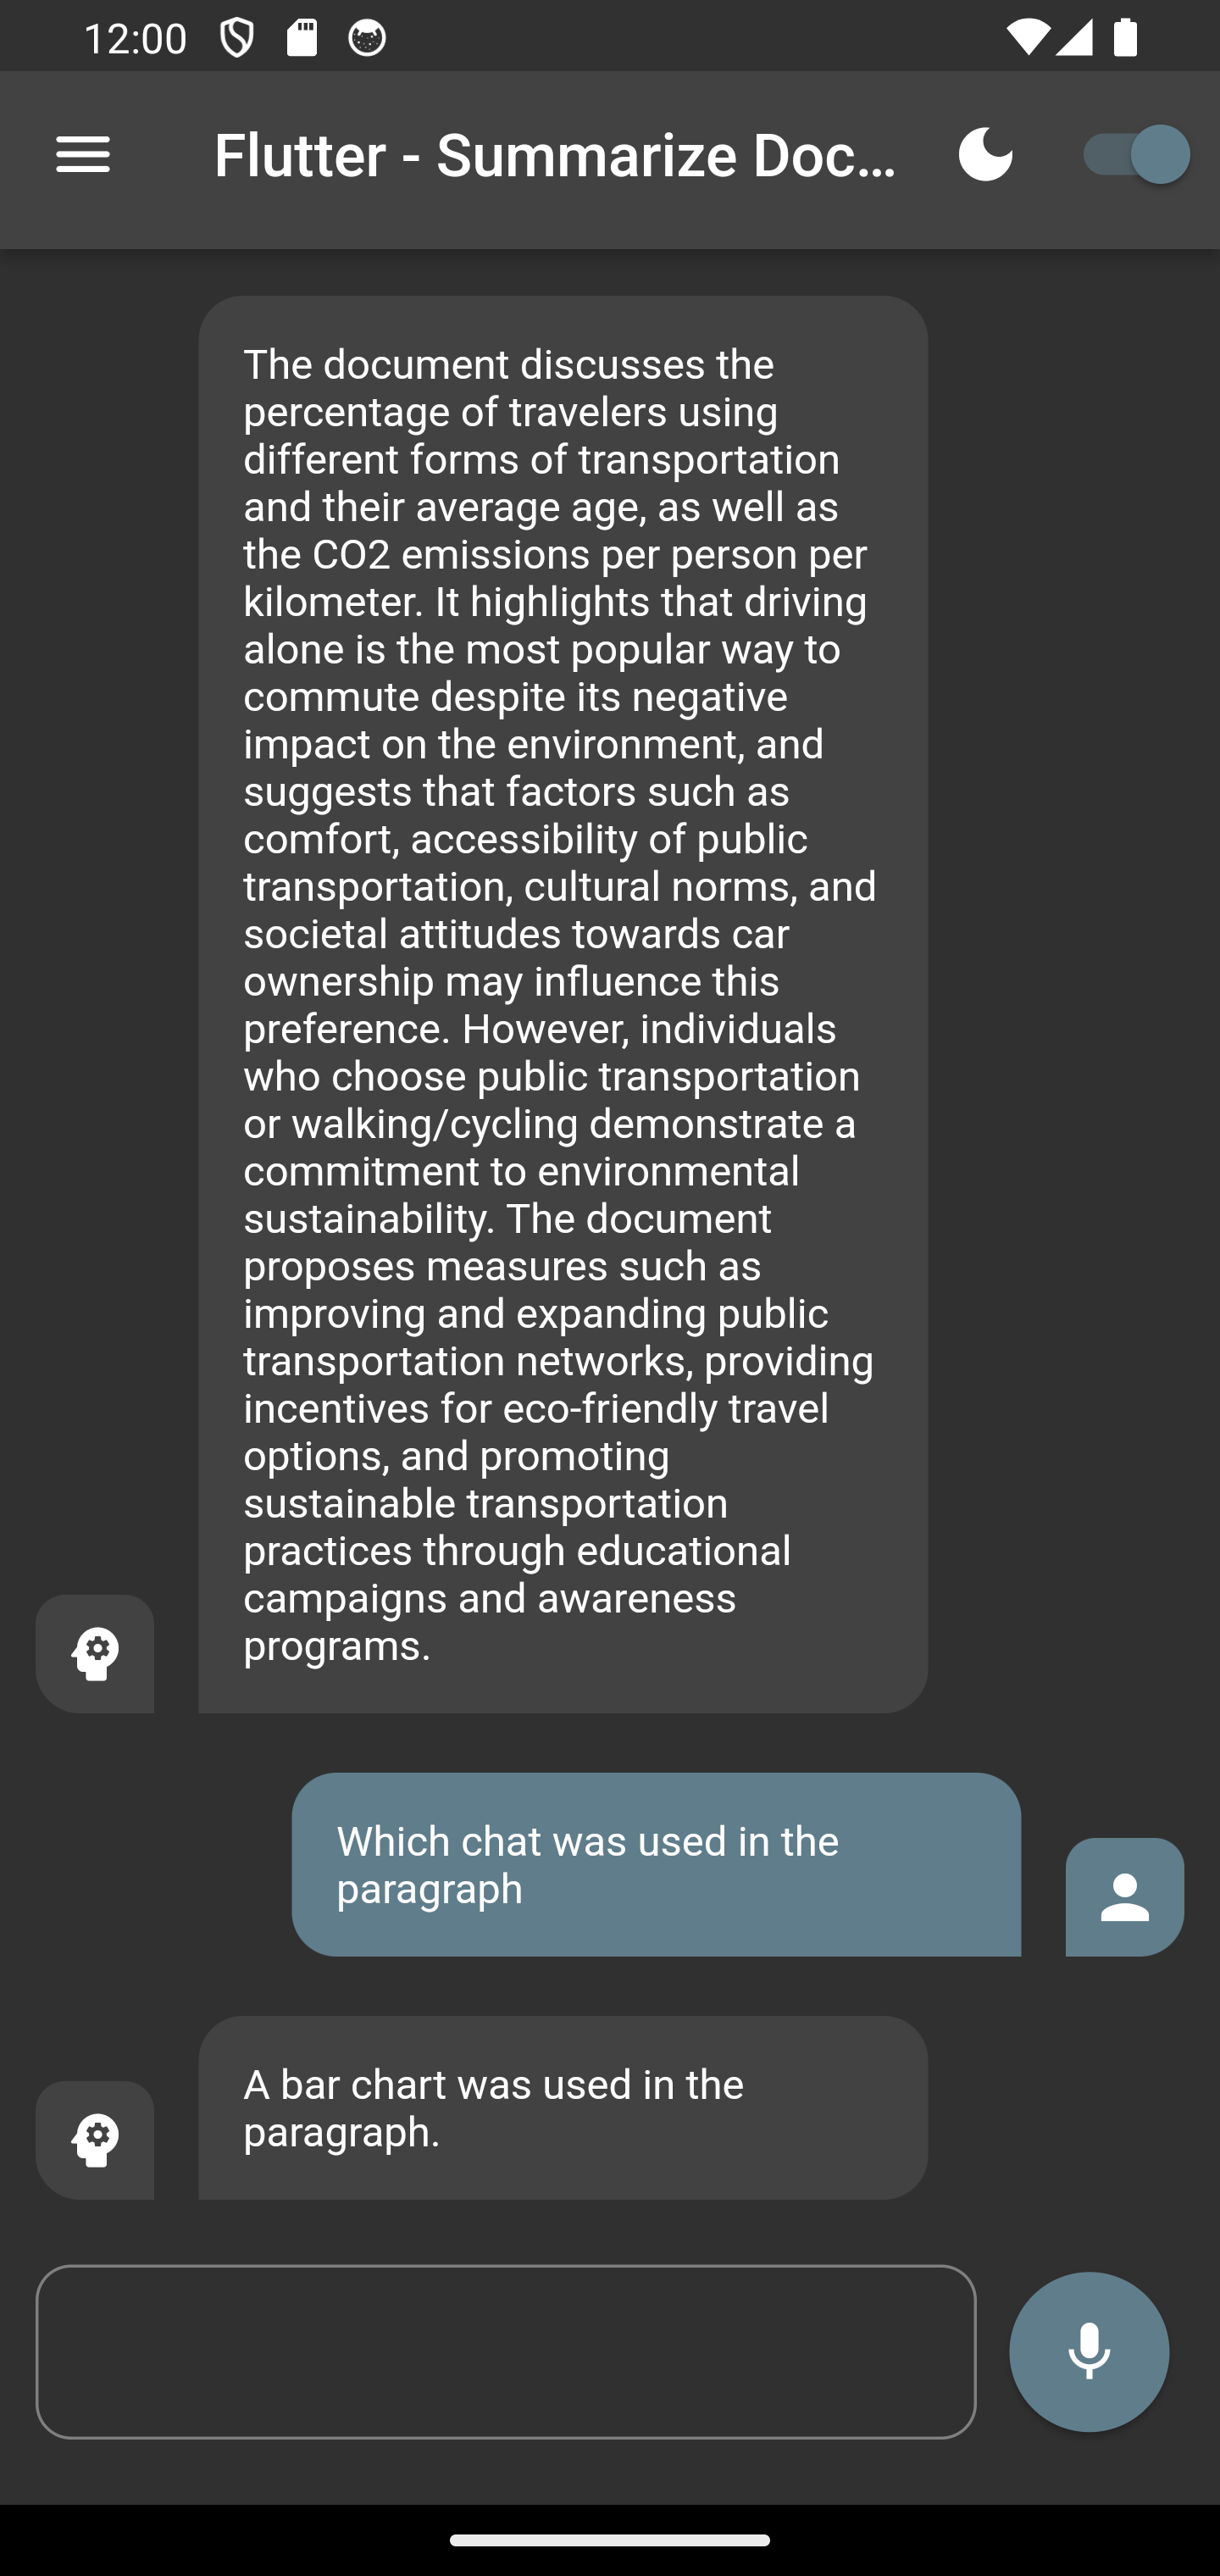 12:00
Flutter - Summarize Doc...
The document discusses the
percentage of travelers using
different forms of transportation
and their average age, as well as
the CO2 emissions per person per
kilometer. It highlights that driving
alone is the most popular way to
commute despite its negative
impact on the environment, and
suggests that factors such as
comfort, accessibility of public
transportation, cultural norms, and
societal attitudes towards car
ownership may influence this
preference. However, individuals
who choose public transportation
or walking/cycling demonstrate a
commitment to environmental
sustainability. The document
proposes measures such as
improving and expanding public
transportation networks, providing
incentives for eco-friendly travel
options, and promoting
sustainable transportation
practices through educational
campaigns and awareness
programs.
Which chat was used in the
paragraph
A bar chart was used in the
paragraph.